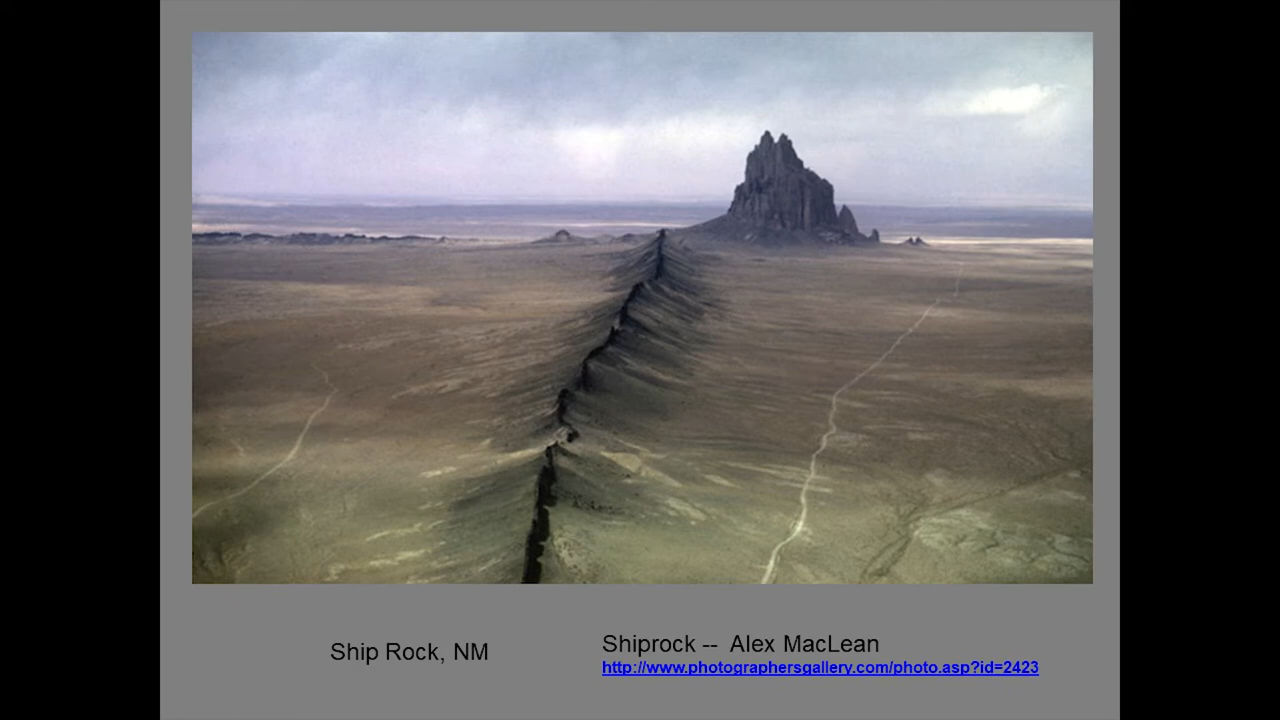 Ship Rock, NM
Shiprock -- Alex MacLean
http://www.photographersgallery.com/photo.asp?id=2423